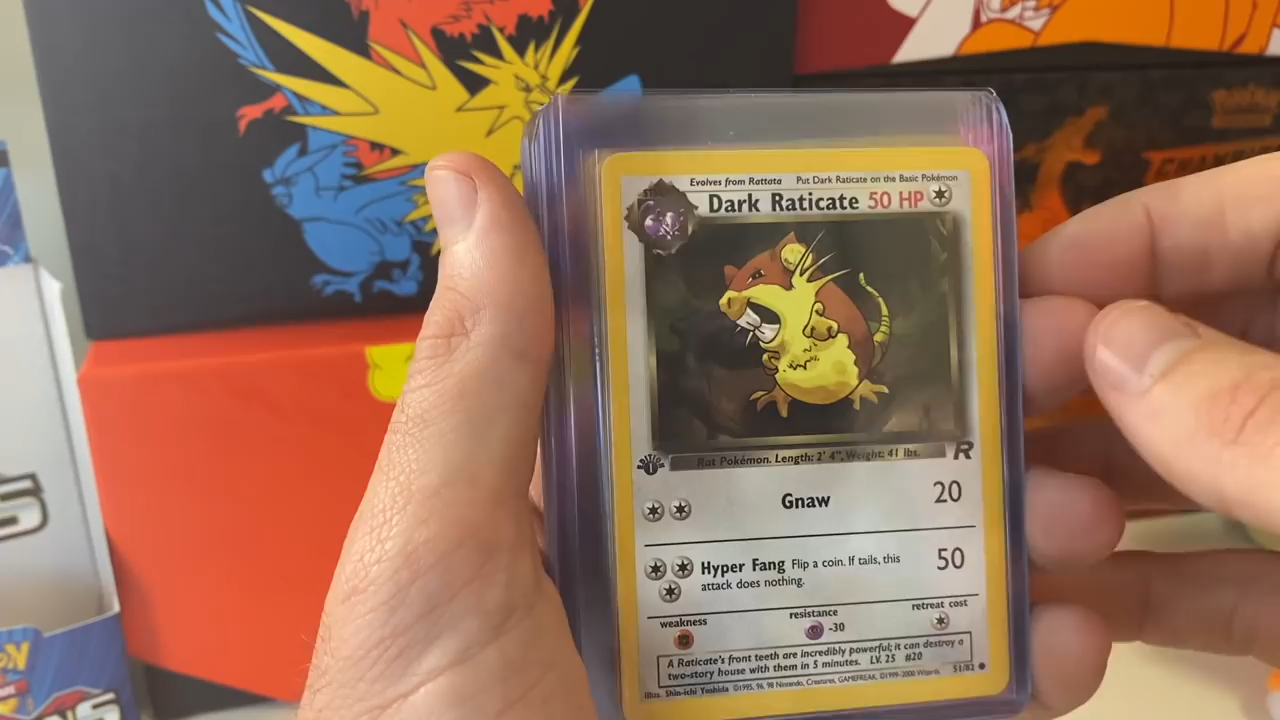 Evolves from Rattata Put Dark Raticate on the Basic Pokémon
Dark Raticate 50 HP
EDITION 1
Rat Pokémon. Length: 2' 4", Weight: 41 lbs.
R
Gnaw 20
Hyper Fang Flip a coin. If tails, this
attack does nothing.
50
weakness
resistance
retreat cost
-30
A Raticate's front teeth are incredibly powerful; it can destroy a
two-story house with them in 5 minutes. LV. 25 #20
Illus. Shin-ichi Yoshida ©1995, 96, 98 Nintendo, Creatures, GAMEFREAK. ©1999-2000 Wizards.
51/82